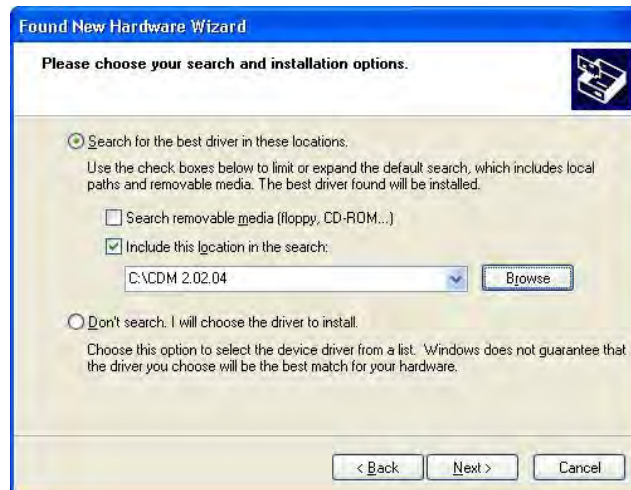 Found New Hardware Wizard
Please choose your search and installation options.
Search for the best driver in these locations.
Use the check boxes below to limit or expand the default search, which includes local
paths and removable media. The best driver found will be installed.
Search removable media (floppy, CD-ROM...)
Include this location in the search:
C:\CDM 2.02.04
Browse
Don't search. I will choose the driver to install.
Choose this option to select the device driver from a list. Windows does not guarantee that
the driver you choose will be the best match for your hardware.
< Back
Next >
Cancel